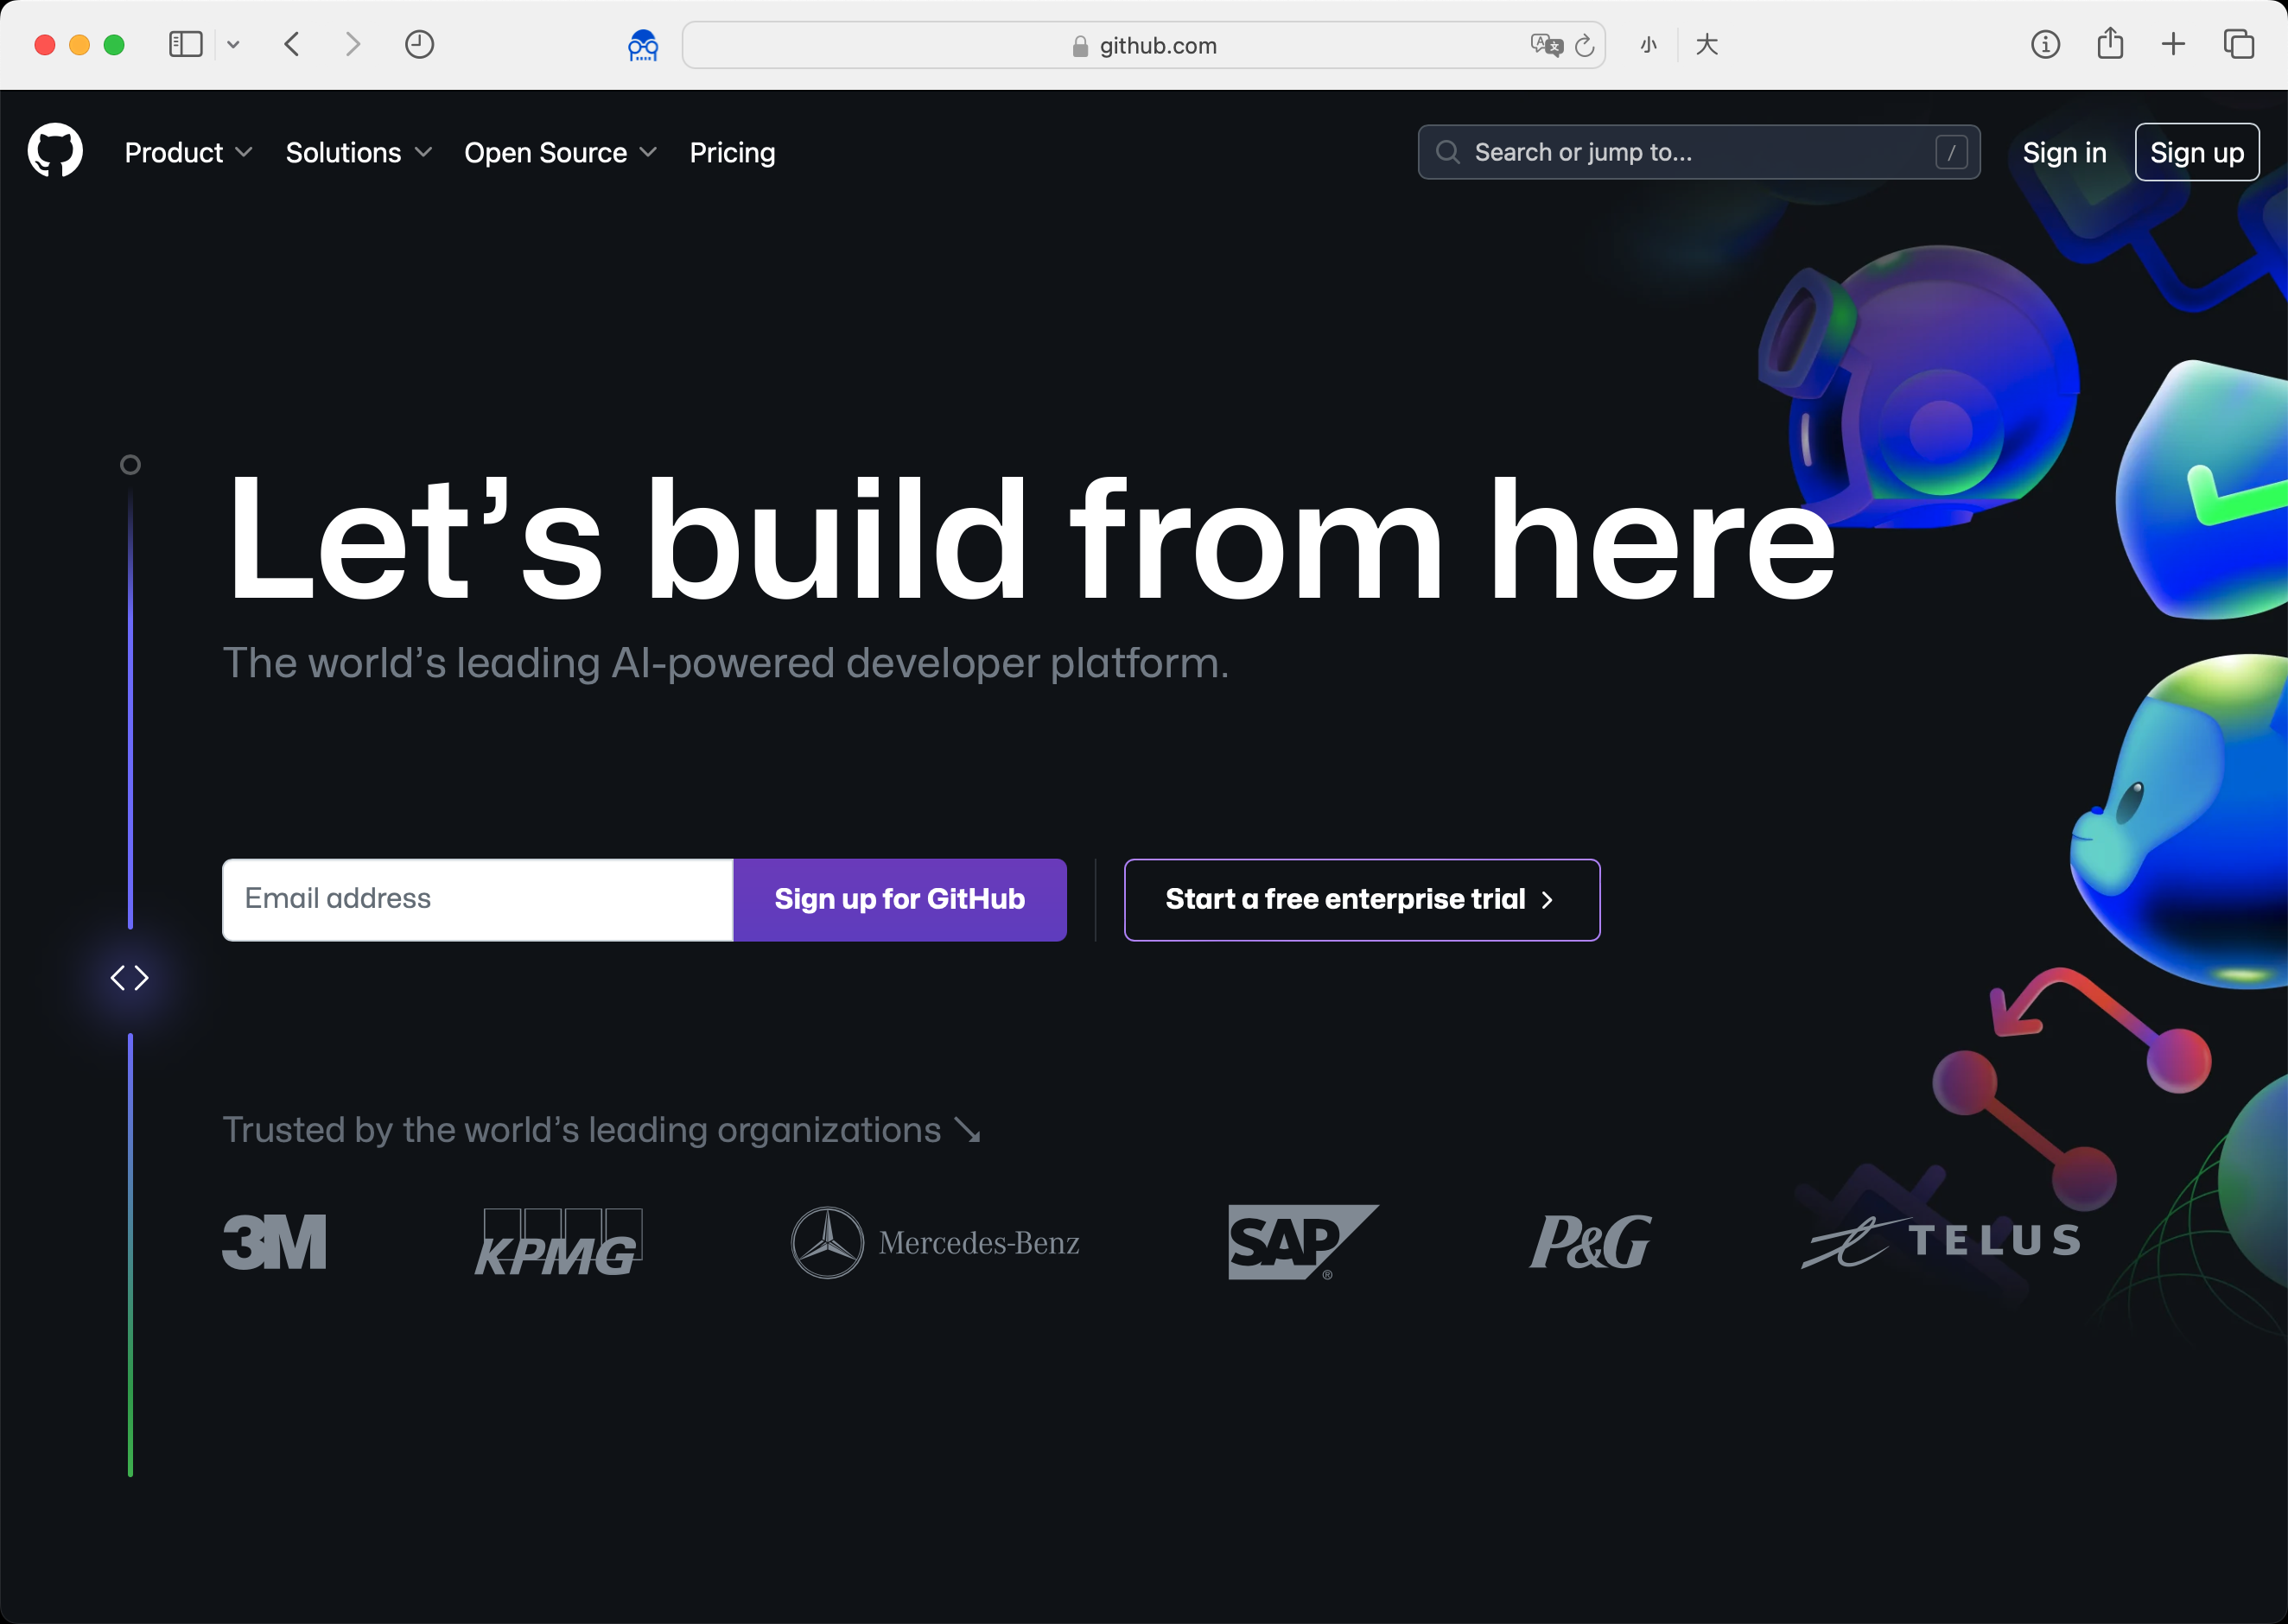 github.com
小 大
Product Solutions Open Source Pricing
Search or jump to... /
Sign in
Sign up
Let’s build from here
The world’s leading AI-powered developer platform.
Email address
Sign up for GitHub
Start a free enterprise trial
Trusted by the world’s leading organizations ↘
3M
KPMG
Mercedes-Benz
SAP ®
P&G
TELUS